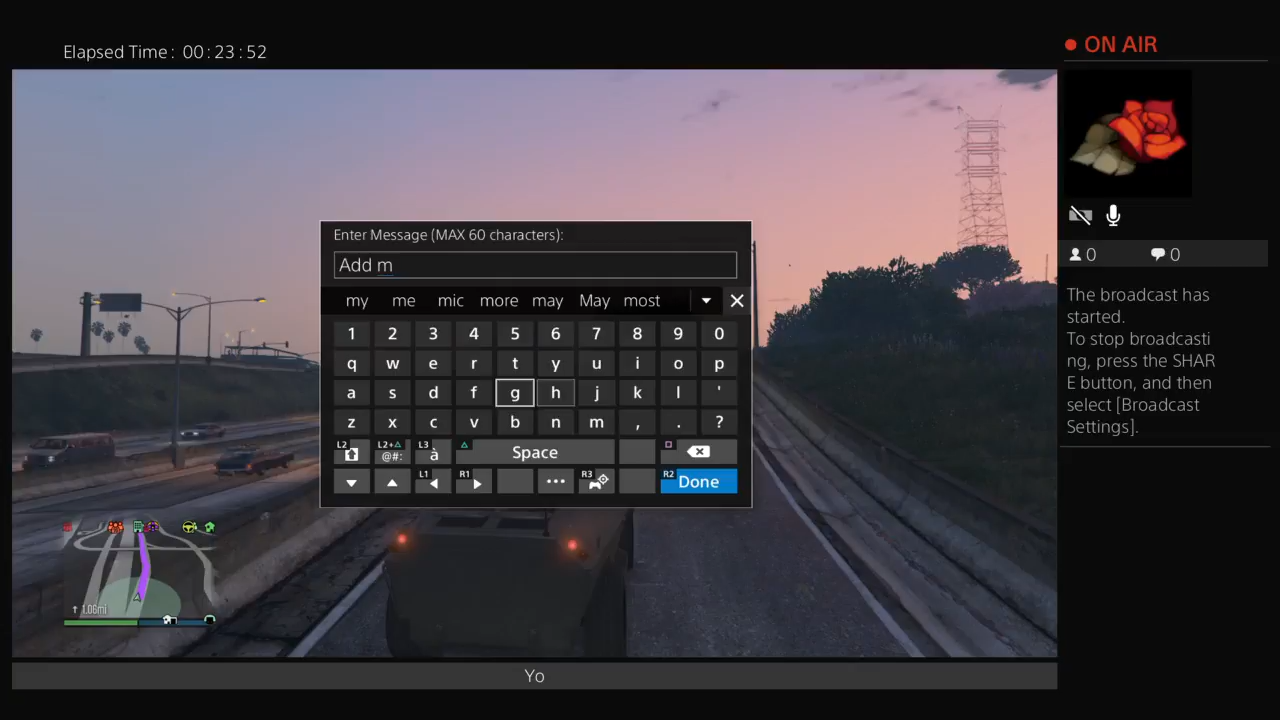 Elapsed Time: 00:23:52
ON AIR
Enter Message (MAX 60 characters):
Add m
my me mic more may May most
1 2 3 4 5 6 7 8 9 0
q w e r t y u i o p
a s d f g h j k l '
z x c v b n m , . ?
L2 L2+△ @#: L3 à △ Space
L1 R1 ... R3 R2 Done
0 0
The broadcast has
started.
To stop broadcasti
ng, press the SHAR
E button, and then
select [Broadcast
Settings].
1.06mi
Yo